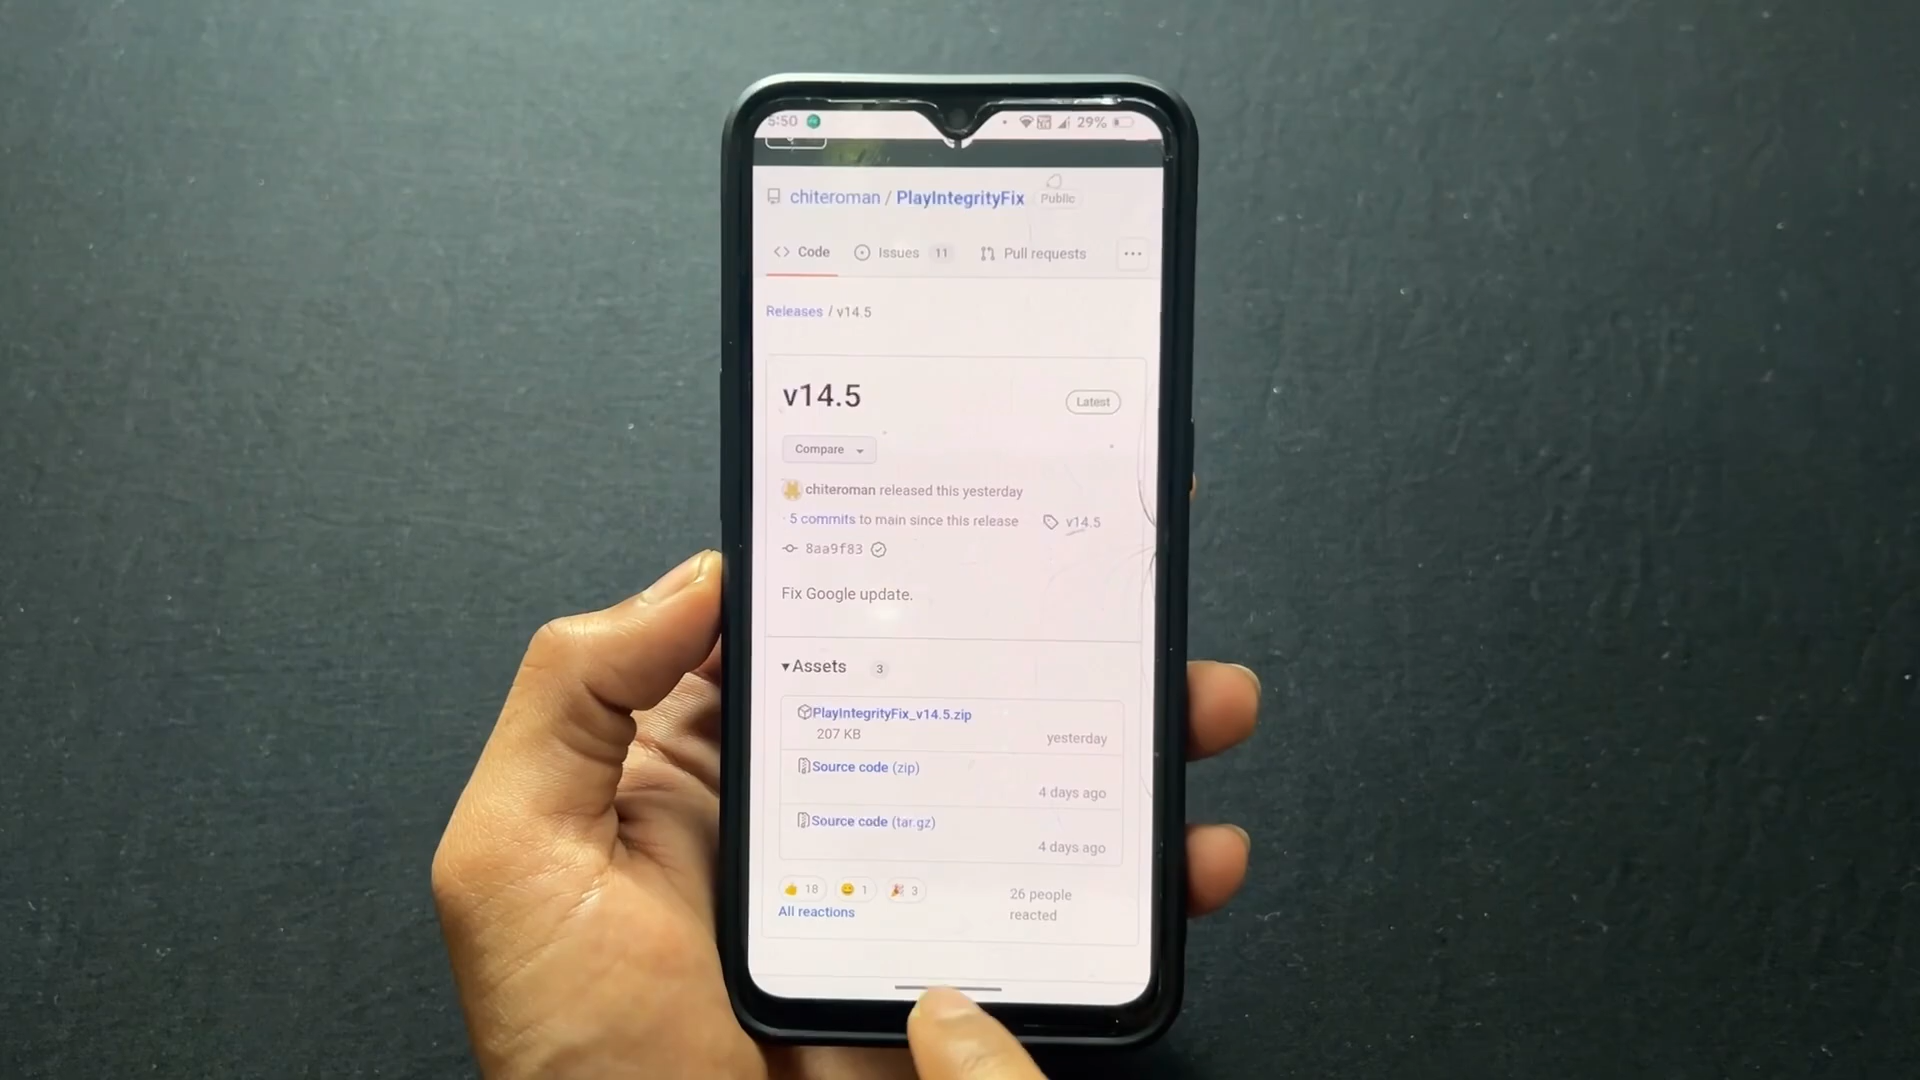 5:50 29%
chiteroman / PlayIntegrityFix Public
Code Issues 11 Pull requests
Releases / v14.5
v14.5 Latest
Compare
chiteroman released this yesterday
5 commits to main since this release v14.5
8aa9f83
Fix Google update.
Assets 3
PlayIntegrityFix_v14.5.zip
207 KB yesterday
Source code (zip)
4 days ago
Source code (tar.gz)
4 days ago
👍 18 😄 1 🎉 3 26 people
reacted
All reactions